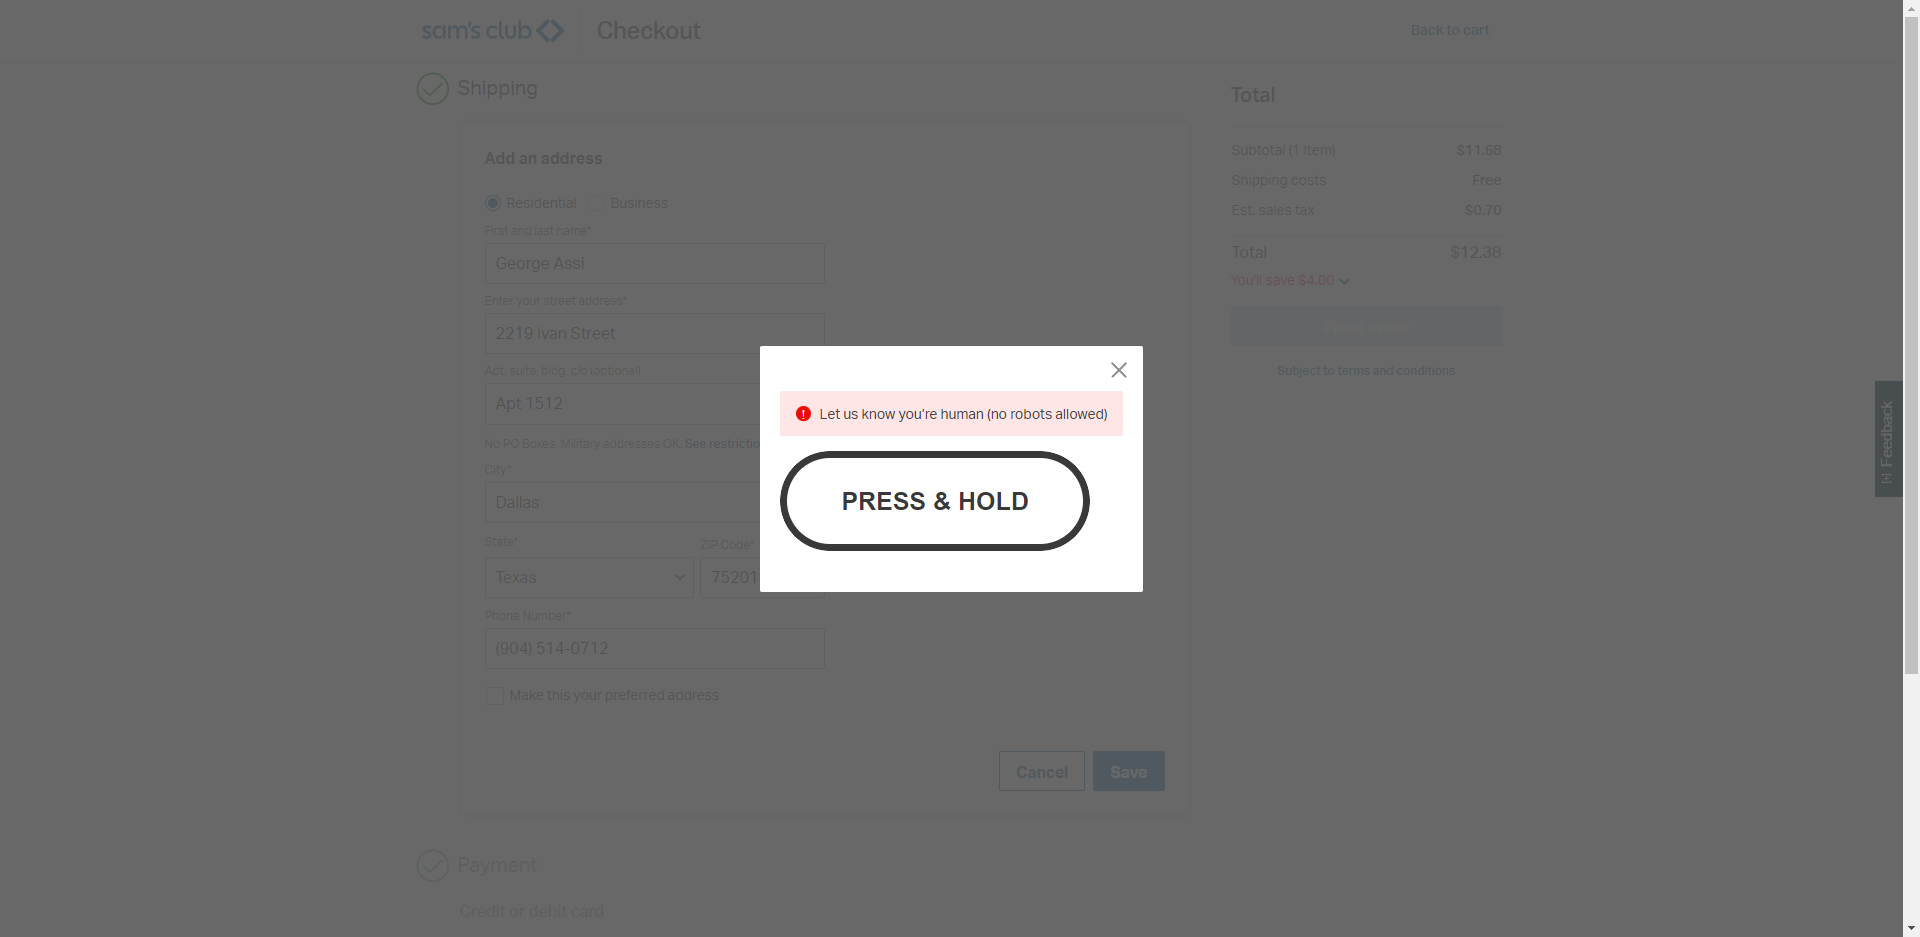 sam's club
Checkout
Back to cart
Shipping
Add an address
Residential
Business
First and last name*
George Assi
Enter your street address*
2219 Ivan Street
Apt, suite, bldg, c/o (optional)
Apt 1512
No PO Boxes. Military addresses OK. See restrictio
City*
Dallas
State*
ZIP Code*
Texas
75201
Phone Number*
(904) 514-0712
Make this your preferred address
Cancel
Save
Payment
Credit or debit card
Let us know you're human (no robots allowed)
PRESS & HOLD
Total
Subtotal (1 item) $11.68
Shipping costs Free
Est. sales tax $0.70
Total $12.38
You'll save $4.00
Place order
Subject to terms and conditions
[+] Feedback